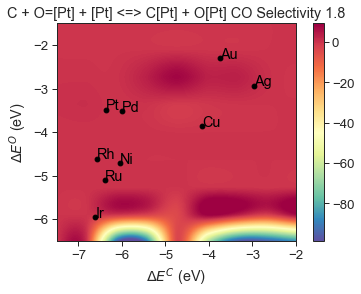 C + O=[Pt] + [Pt] <=> C[Pt] + O[Pt] CO Selectivity 1.8
−2
−3
−4
−5
−6
ΔE^O (eV)
Au
Ag
Pt
Pd
Cu
Rh
Ni
Ru
Ir
−7
−6
−5
−4
−3
−2
ΔE^C (eV)
0
−20
−40
−60
−80